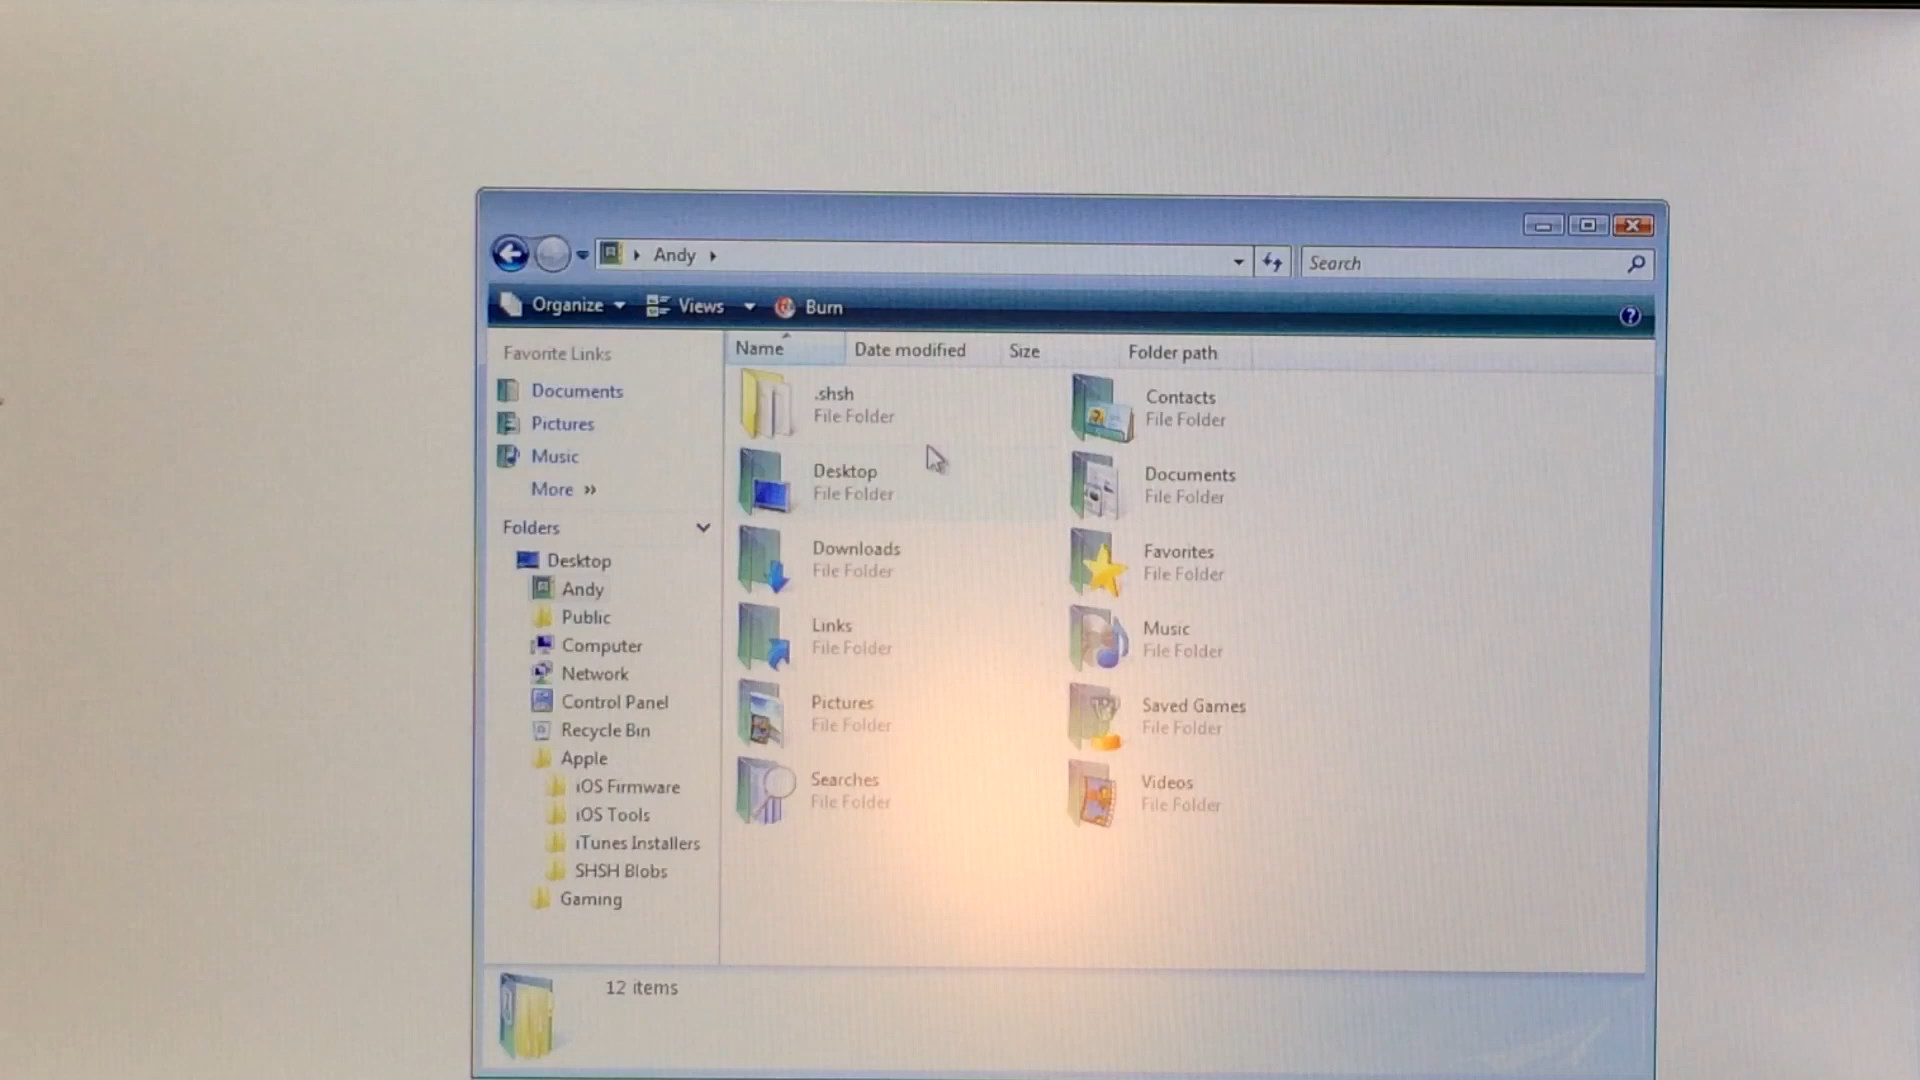 Andy
Search
Organize
Views
Burn
Favorite Links
Documents
Pictures
Music
More »
Folders
Desktop
Andy
Public
Computer
Network
Control Panel
Recycle Bin
Apple
iOS Firmware
iOS Tools
iTunes Installers
SHSH Blobs
Gaming
Name
Date modified
Size
Folder path
.shsh
File Folder
Contacts
File Folder
Desktop
File Folder
Documents
File Folder
Downloads
File Folder
Favorites
File Folder
Links
File Folder
Music
File Folder
Pictures
File Folder
Saved Games
File Folder
Searches
File Folder
Videos
File Folder
12 items